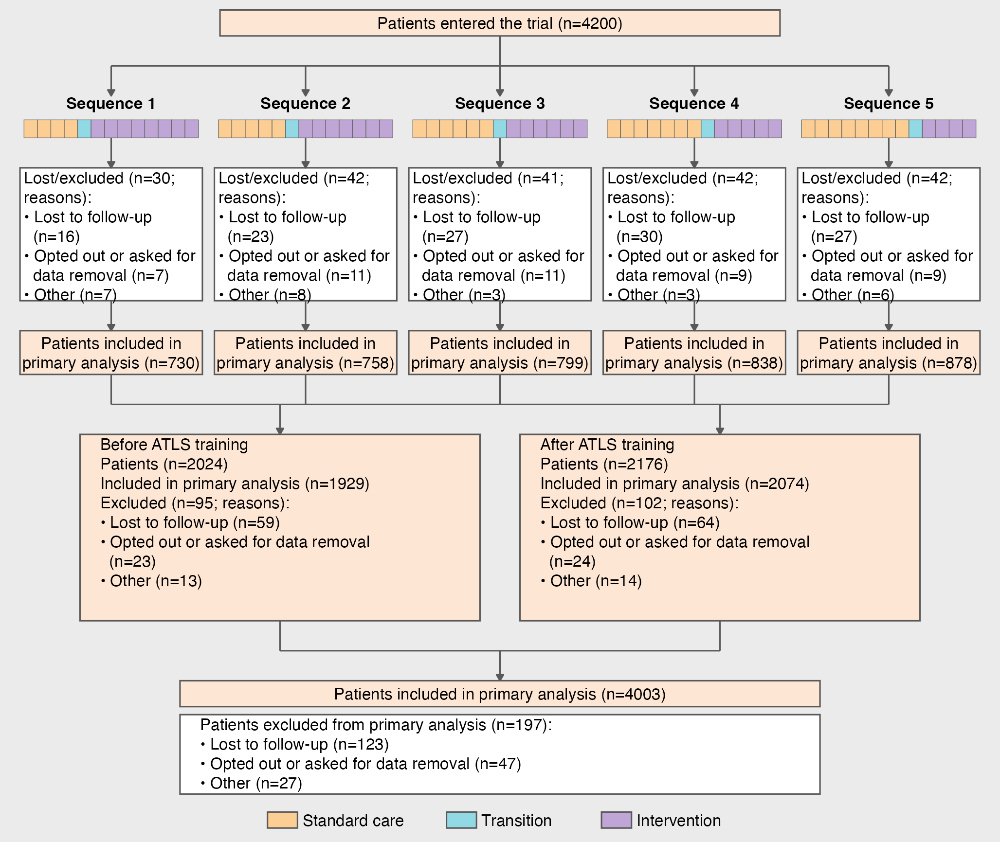 Patients entered the trial (n=4200)
Sequence 1
Sequence 2
Sequence 3
Sequence 4
Sequence 5
Lost/excluded (n=30;
reasons):
• Lost to follow-up
(n=16)
• Opted out or asked for
data removal (n=7)
• Other (n=7)
Lost/excluded (n=42;
reasons):
• Lost to follow-up
(n=23)
• Opted out or asked for
data removal (n=11)
• Other (n=8)
Lost/excluded (n=41;
reasons):
• Lost to follow-up
(n=27)
• Opted out or asked for
data removal (n=11)
• Other (n=3)
Lost/excluded (n=42;
reasons):
• Lost to follow-up
(n=30)
• Opted out or asked for
data removal (n=9)
• Other (n=3)
Lost/excluded (n=42;
reasons):
• Lost to follow-up
(n=27)
• Opted out or asked for
data removal (n=9)
• Other (n=6)
Patients included in
primary analysis (n=730)
Patients included in
primary analysis (n=758)
Patients included in
primary analysis (n=799)
Patients included in
primary analysis (n=838)
Patients included in
primary analysis (n=878)
Before ATLS training
Patients (n=2024)
Included in primary analysis (n=1929)
Excluded (n=95; reasons):
• Lost to follow-up (n=59)
• Opted out or asked for data removal
(n=23)
• Other (n=13)
After ATLS training
Patients (n=2176)
Included in primary analysis (n=2074)
Excluded (n=102; reasons):
• Lost to follow-up (n=64)
• Opted out or asked for data removal
(n=24)
• Other (n=14)
Patients included in primary analysis (n=4003)
Patients excluded from primary analysis (n=197):
• Lost to follow-up (n=123)
• Opted out or asked for data removal (n=47)
• Other (n=27)
Standard care
Transition
Intervention